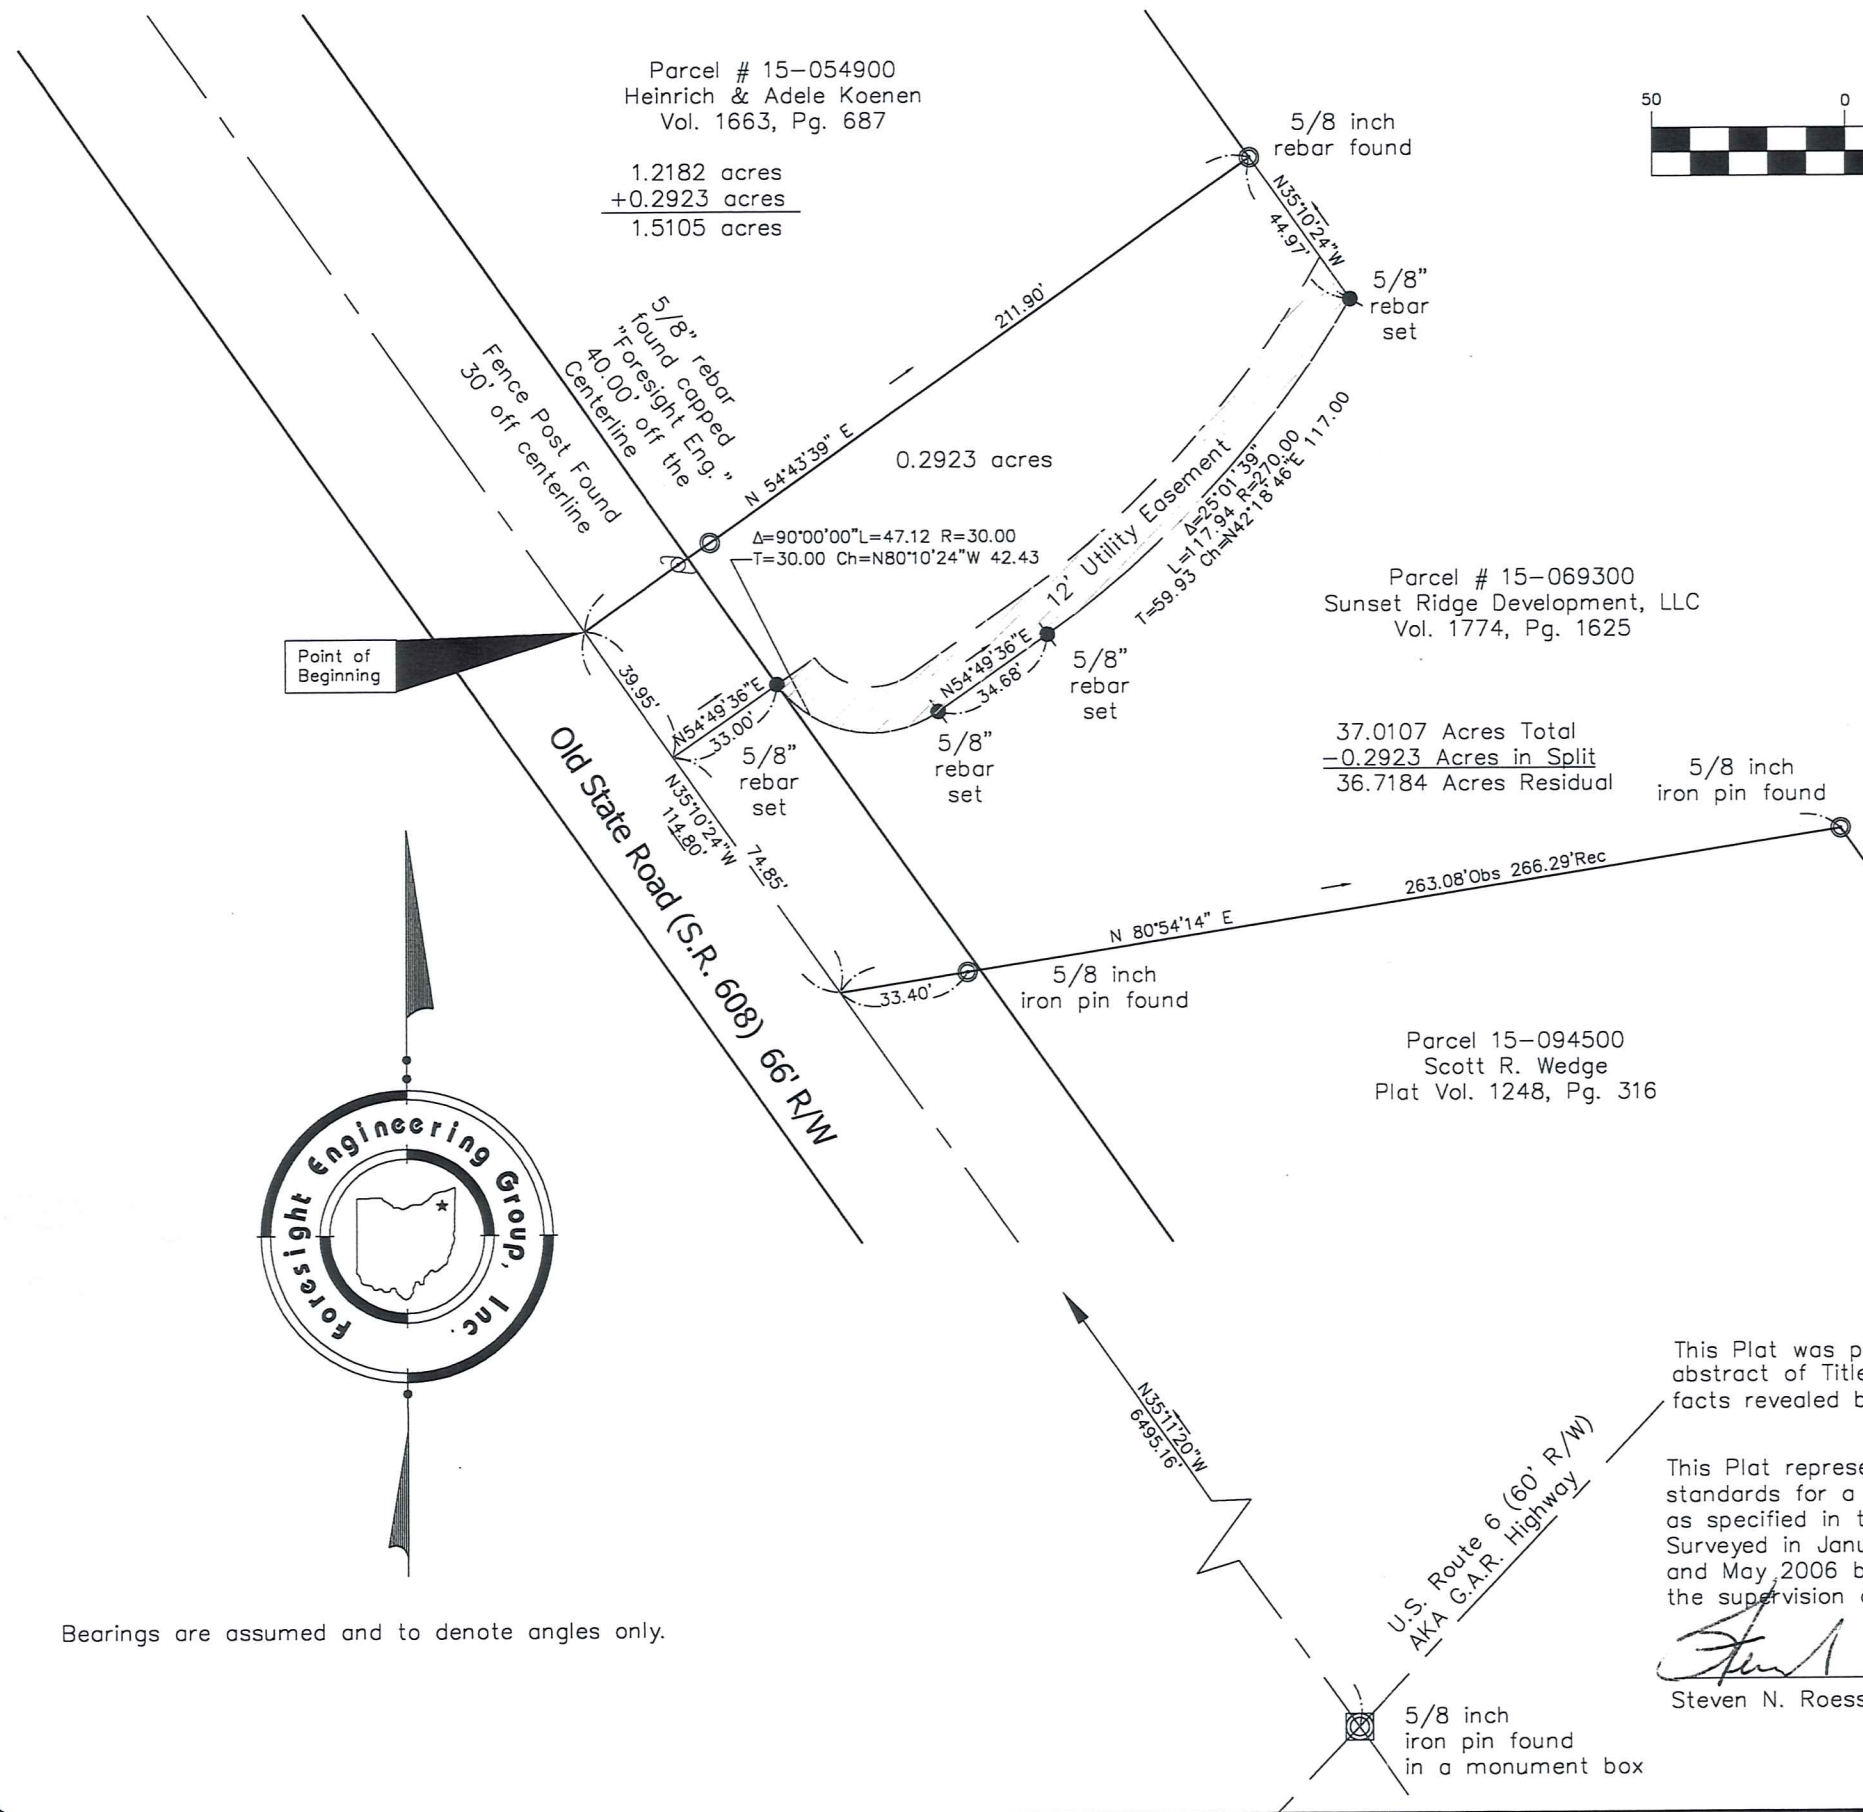 Parcel # 15-054900
Heinrich & Adele Koenen
Vol. 1663, Pg. 687
1.2182 acres
+0.2923 acres
1.5105 acres
50 0
5/8 inch
rebar found
N35°10'24"W
44.97'
5/8"
rebar
set
211.90'
N 54°43'39" E
5/8" rebar
found capped
"Foresight Eng."
40.00' off the
Centerline
Fence Post Found
30' off centerline
0.2923 acres
Δ=90°00'00"L=47.12 R=30.00
T=30.00 Ch=N80°10'24"W 42.43
12' Utility Easement
Δ=25°01'39"
L=117.94 R=270.00
T=59.93 Ch=N42°18'46"E 117.00
Point of
Beginning
39.95'
N54°49'36"E
33.00'
5/8"
rebar
set
N54°49'36"E
34.68'
5/8"
rebar
set
5/8"
rebar
set
Parcel # 15-069300
Sunset Ridge Development, LLC
Vol. 1774, Pg. 1625
37.0107 Acres Total
-0.2923 Acres in Split
36.7184 Acres Residual
5/8 inch
iron pin found
N35°10'24"W
114.80'
74.85'
Old State Road (S.R. 608) 66' R/W
263.08'Obs 266.29'Rec
N 80°54'14" E
33.40'
5/8 inch
iron pin found
Parcel 15-094500
Scott R. Wedge
Plat Vol. 1248, Pg. 316
Foresight Engineering Group, Inc.
Bearings are assumed and to denote angles only.
N35°11'20"W
6495.16'
U.S. Route 6 (60' R/W)
AKA G.A.R. Highway
5/8 inch
iron pin found
in a monument box
This Plat was p
abstract of Title
facts revealed b
This Plat represe
standards for a
as specified in t
Surveyed in Janu
and May 2006 b
the supervision
Steven N. Roess